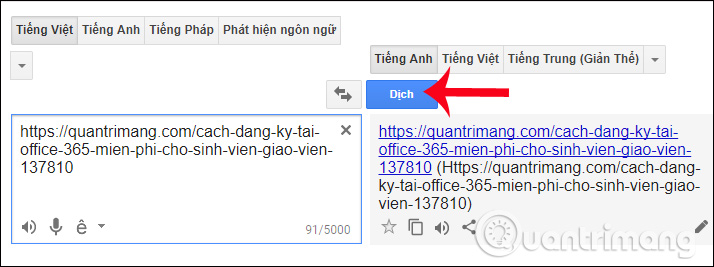 Tiếng Việt Tiếng Anh Tiếng Pháp Phát hiện ngôn ngữ
Tiếng Anh Tiếng Việt Tiếng Trung (Giản Thể)
Dịch
https://quantrimang.com/cach-dang-ky-tai-
office-365-mien-phi-cho-sinh-vien-giao-vien-
137810
ê
91/5000
https://quantrimang.com/cach-dang-ky-tai-
office-365-mien-phi-cho-sinh-vien-giao-vien-
137810 (Https://quantrimang.com/cach-dang-
ky-tai-office-365-mien-phi-cho-sinh-vien-giao-
vien-137810)
Quantrimang